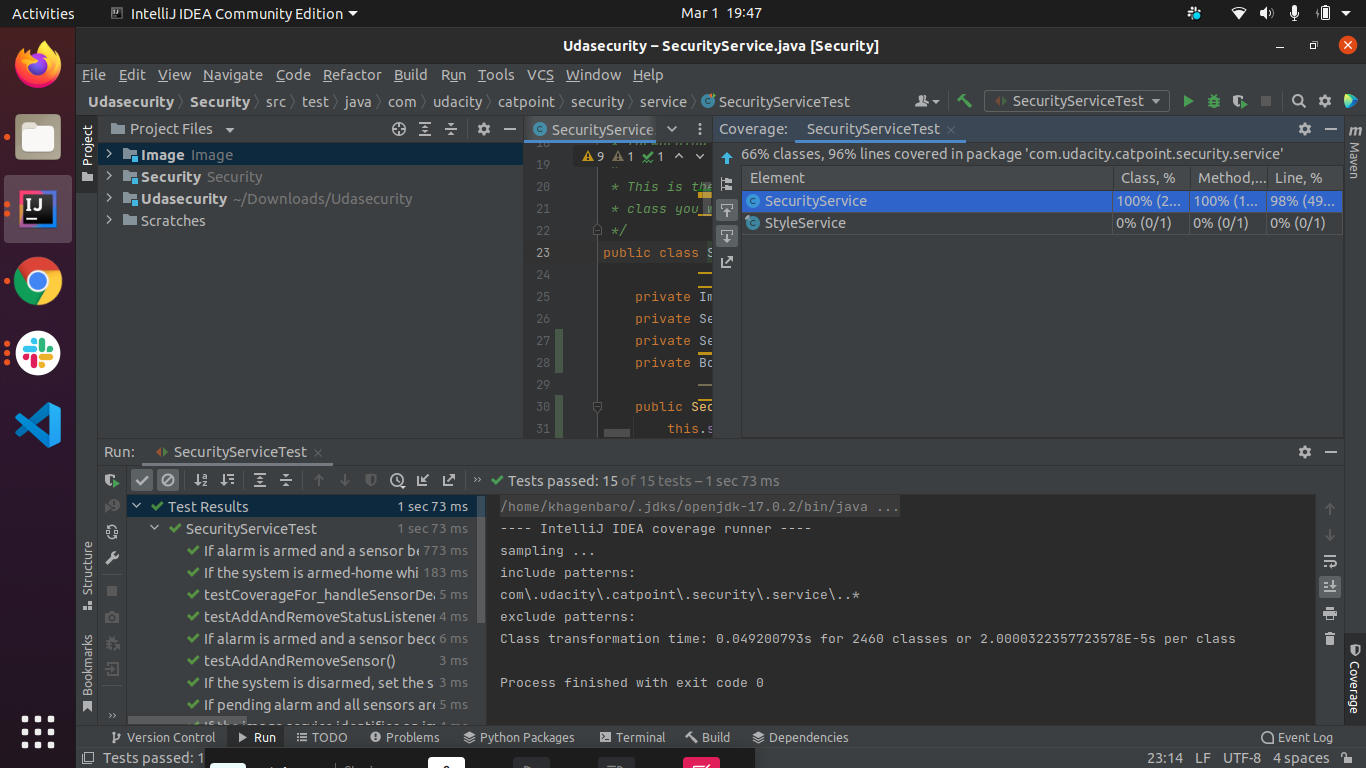 Activities
IntelliJ IDEA Community Edition
Mar 1 19:47
Udasecurity – SecurityService.java [Security]
File Edit View Navigate Code Refactor Build Run Tools VCS Window Help
Udasecurity Security src test java com udacity catpoint security service SecurityServiceTest
SecurityServiceTest
Project
Project Files
Image Image
Security Security
Udasecurity ~/Downloads/Udasecurity
Scratches
SecurityService
9 1 1
19
20 * This is the
21 * class you
22 */
23 public class S
24
25 private Im
26 private Se
27 private Se
28 private Bo
29
30 public Sec
31 this.s
Coverage: SecurityServiceTest
66% classes, 96% lines covered in package 'com.udacity.catpoint.security.service'
Element Class, % Method,... Line, %
SecurityService 100% (2... 100% (1... 98% (49...
StyleService 0% (0/1) 0% (0/1) 0% (0/1)
Maven
Coverage
Structure
Bookmarks
Run: SecurityServiceTest
Tests passed: 15 of 15 tests – 1 sec 73 ms
Test Results 1 sec 73 ms
SecurityServiceTest 1 sec 73 ms
If alarm is armed and a sensor be 773 ms
If the system is armed-home whi 183 ms
testCoverageFor_handleSensorDea 5 ms
testAddAndRemoveStatusListener 4 ms
If alarm is armed and a sensor beco 6 ms
testAddAndRemoveSensor() 3 ms
If the system is disarmed, set the s 3 ms
If pending alarm and all sensors are 5 ms
/home/khagenbaro/.jdks/openjdk-17.0.2/bin/java ...
---- IntelliJ IDEA coverage runner ----
sampling ...
include patterns:
com\.udacity\.catpoint\.security\.service\..*
exclude patterns:
Class transformation time: 0.049200793s for 2460 classes or 2.0000322357723578E-5s per class
Process finished with exit code 0
Version Control Run TODO Problems Python Packages Terminal Build Dependencies Event Log
Tests passed: 1
23:14 LF UTF-8 4 spaces